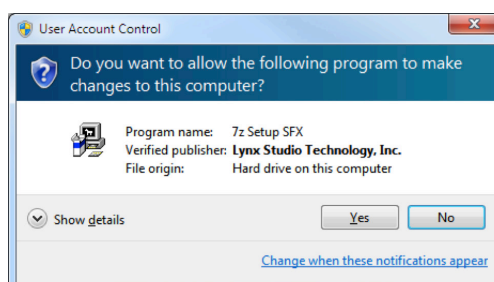 User Account Control
Do you want to allow the following program to make
changes to this computer?
Program name: 7z Setup SFX
Verified publisher: Lynx Studio Technology, Inc.
File origin: Hard drive on this computer
Show details
Yes
No
Change when these notifications appear